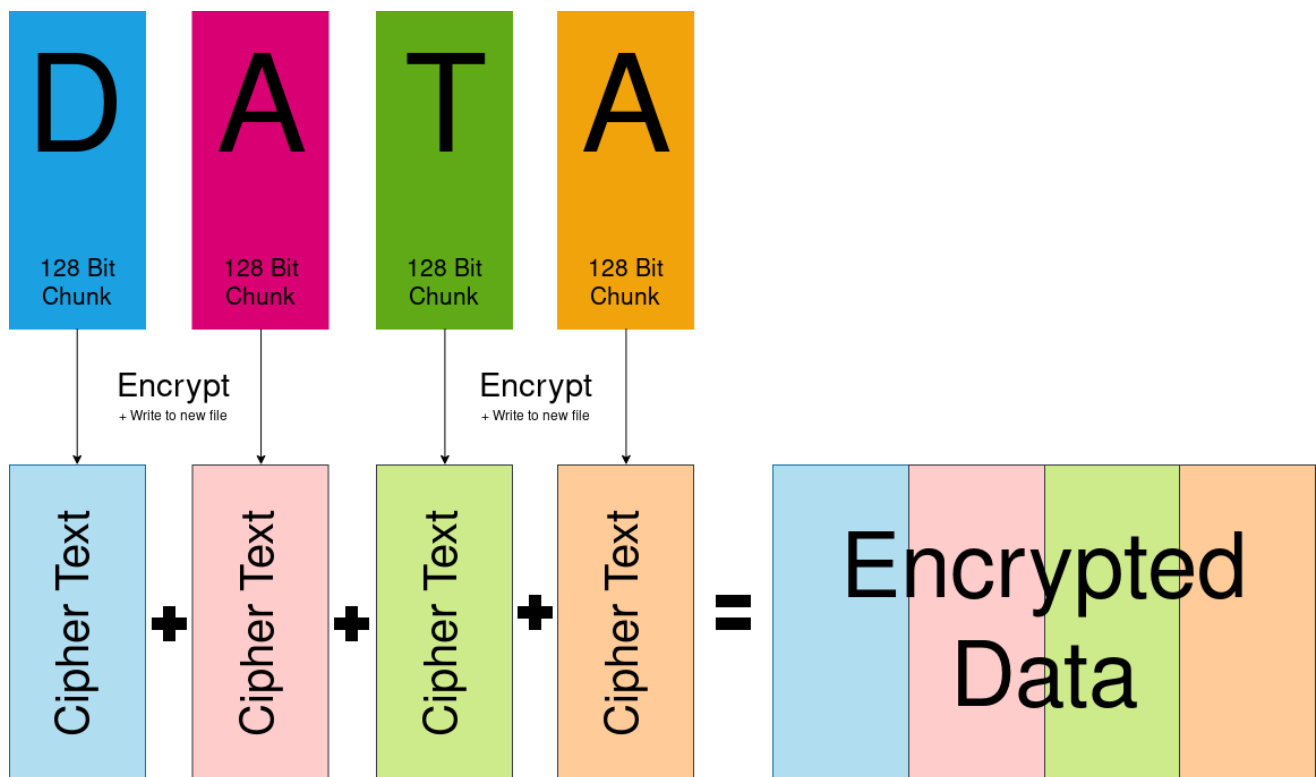 D
A
T
A
128 Bit
Chunk
128 Bit
Chunk
128 Bit
Chunk
128 Bit
Chunk
Encrypt
+ Write to new file
Encrypt
+ Write to new file
Cipher Text
+
Cipher Text
+
Cipher Text
+
Cipher Text
=
Encrypted
Data